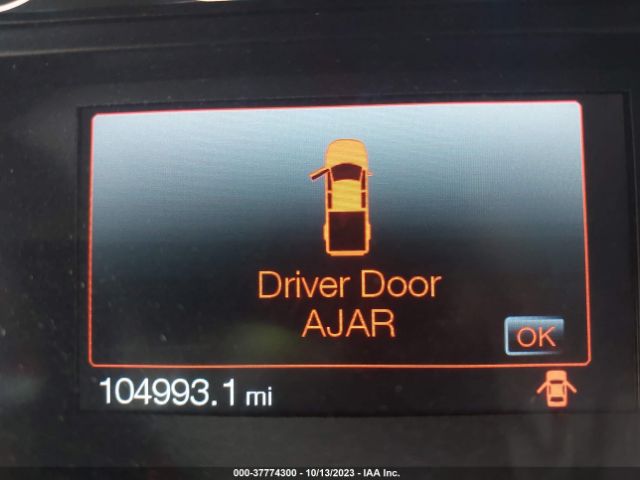 Driver Door
AJAR
OK
104993.1 mi
000-37774300 - 10/13/2023 - IAA Inc.